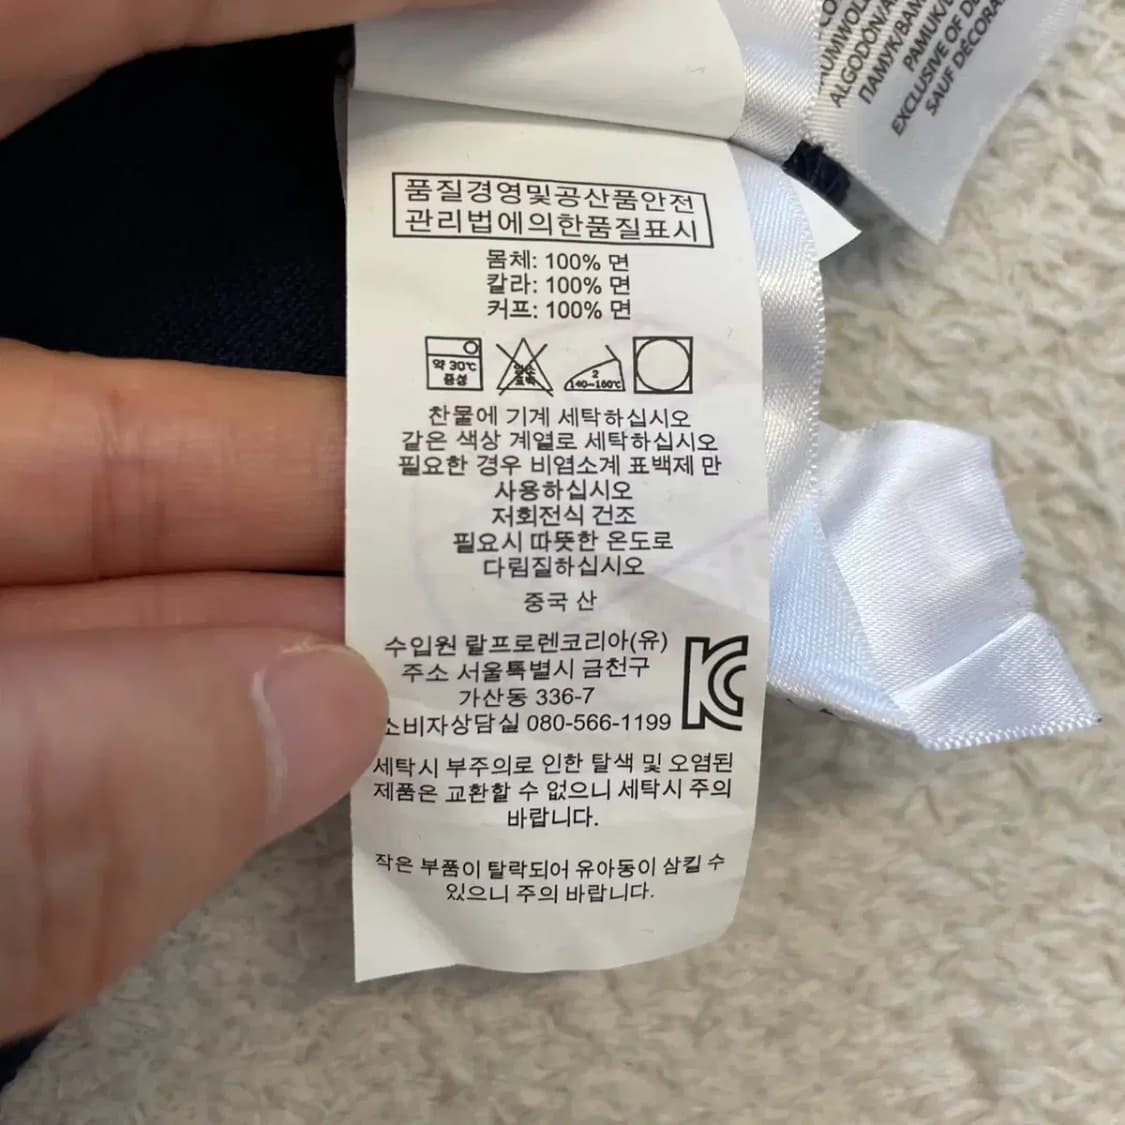 품질경영및공산품안전
관리법에의한품질표시
몸체: 100% 면
칼라: 100% 면
커프: 100% 면
약 30℃
중성
염소
표백
2
140-160℃
찬물에 기계 세탁하십시오
같은 색상 계열로 세탁하십시오
필요한 경우 비염소계 표백제 만
사용하십시오
저회전식 건조
필요시 따뜻한 온도로
다림질하십시오
중국 산
수입원 랄프로렌코리아(유)
주소 서울특별시 금천구
가산동 336-7
소비자상담실 080-566-1199
KC
세탁시 부주의로 인한 탈색 및 오염된
제품은 교환할 수 없으니 세탁시 주의
바랍니다.
작은 부품이 탈락되어 유아동이 삼킬 수
있으니 주의 바랍니다.
ALGODÓN/
ПАМУК/BAM
PAMUK/
EXCLUSIVE OF
SAUF DÉCORA